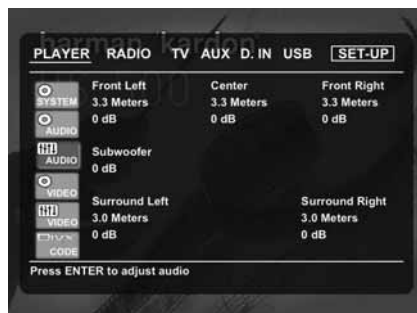 harman kardon
PLAYER RADIO TV AUX D. IN USB SET-UP
Front Left Center Front Right
3.3 Meters 3.3 Meters 3.3 Meters
0 dB 0 dB 0 dB
SYSTEM
AUDIO
AUDIO
Subwoofer
0 dB
VIDEO
VIDEO
Surround Left Surround Right
3.0 Meters 3.0 Meters
0 dB 0 dB
CODE
Press ENTER to adjust audio